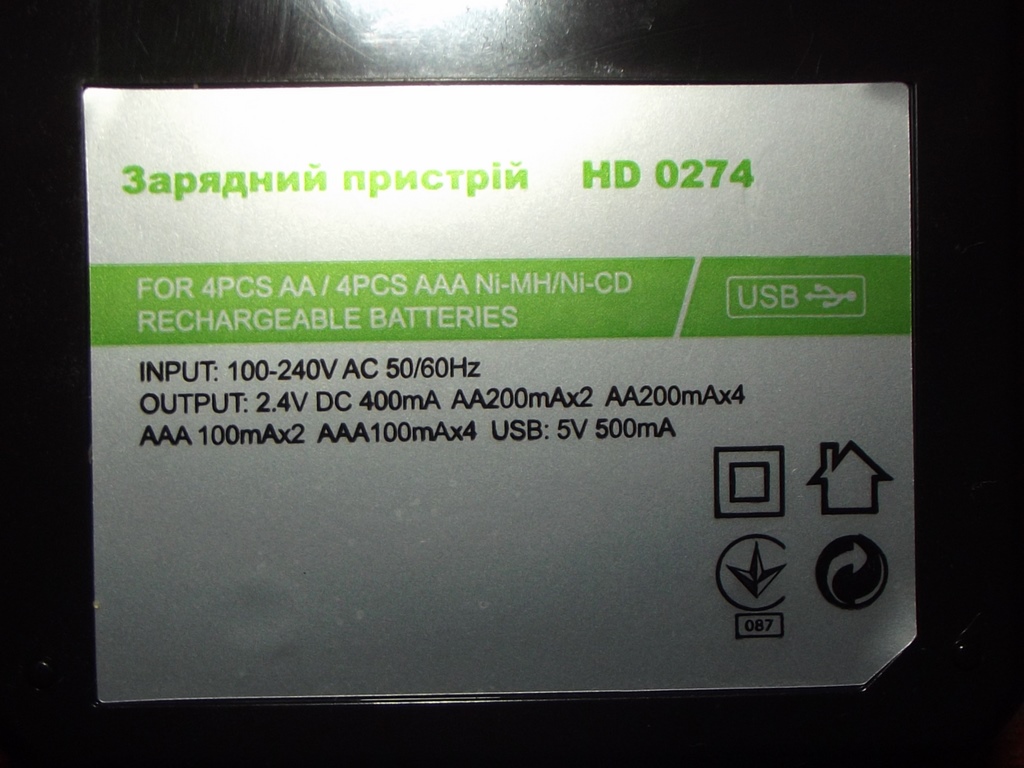 Зарядний пристрій HD 0274
FOR 4PCS AA / 4PCS AAA Ni-MH/Ni-CD
RECHARGEABLE BATTERIES
USB
INPUT: 100-240V AC 50/60Hz
OUTPUT: 2.4V DC 400mA AA200mAx2 AA200mAx4
AAA 100mAx2 AAA100mAx4 USB: 5V 500mA
087